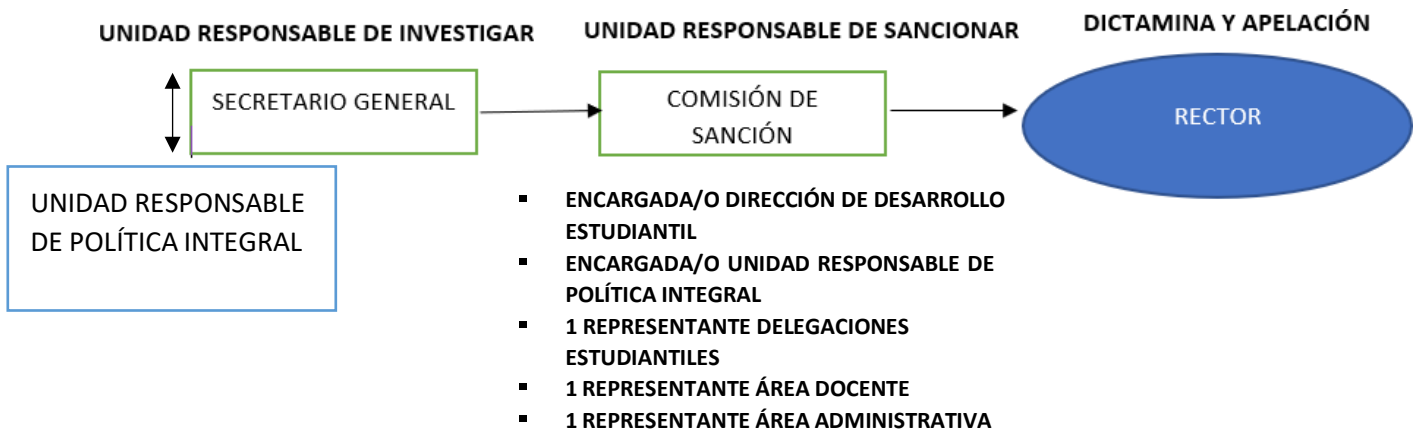 UNIDAD RESPONSABLE DE INVESTIGAR
UNIDAD RESPONSABLE DE SANCIONAR
DICTAMINA Y APELACIÓN
SECRETARIO GENERAL
COMISIÓN DE
SANCIÓN
RECTOR
UNIDAD RESPONSABLE
DE POLÍTICA INTEGRAL
▪ ENCARGADA/O DIRECCIÓN DE DESARROLLO
ESTUDIANTIL
▪ ENCARGADA/O UNIDAD RESPONSABLE DE
POLÍTICA INTEGRAL
▪ 1 REPRESENTANTE DELEGACIONES
ESTUDIANTILES
▪ 1 REPRESENTANTE ÁREA DOCENTE
▪ 1 REPRESENTANTE ÁREA ADMINISTRATIVA